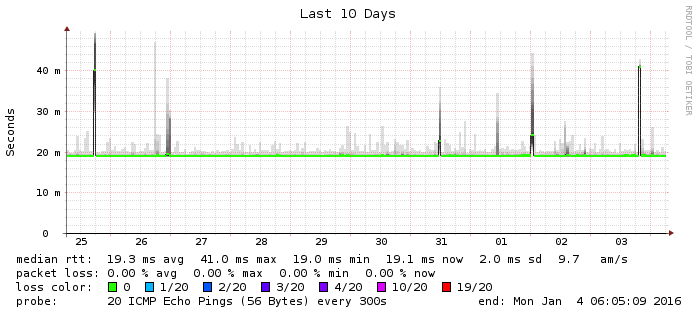 Last 10 Days
RRDTOOL / TOBI OETIKER
Seconds
40 m
30 m
20 m
10 m
0
25 26 27 28 29 30 31 01 02 03
median rtt: 19.3 ms avg 41.0 ms max 19.0 ms min 19.1 ms now 2.0 ms sd 9.7 am/s
packet loss: 0.00 % avg 0.00 % max 0.00 % min 0.00 % now
loss color: 0 1/20 2/20 3/20 4/20 10/20 19/20
probe: 20 ICMP Echo Pings (56 Bytes) every 300s end: Mon Jan 4 06:05:09 2016